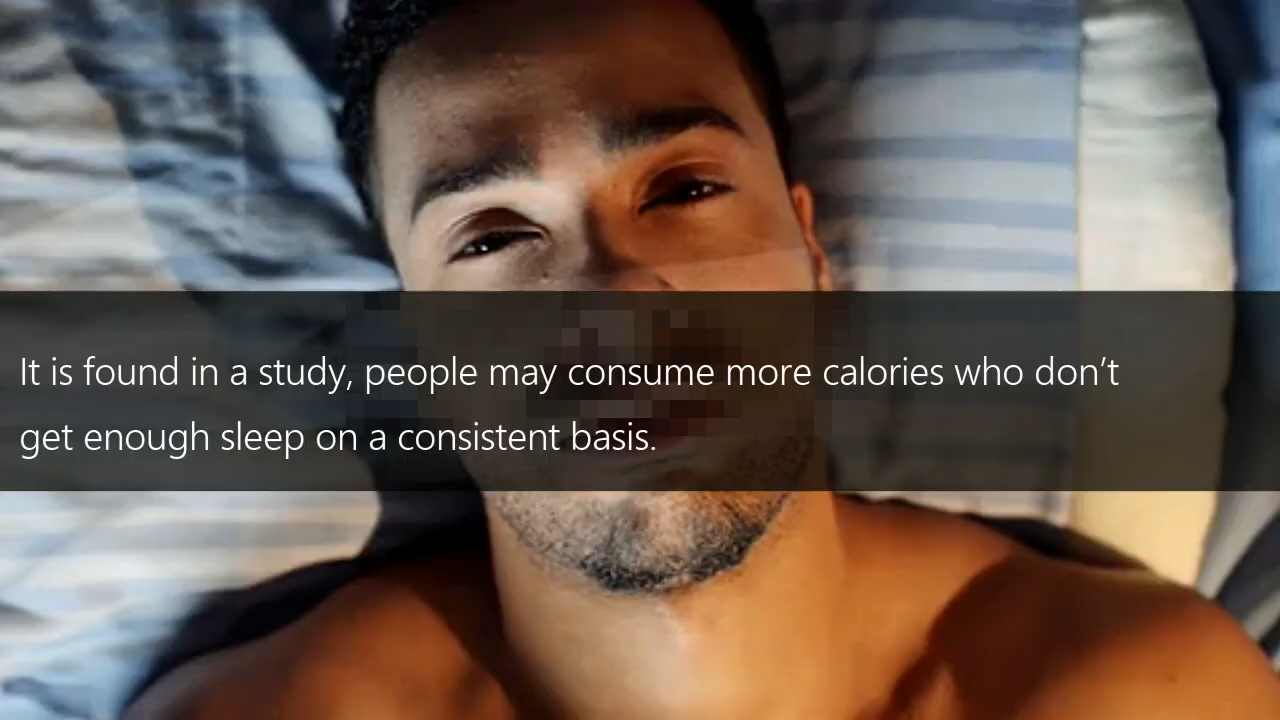 It is found in a study, people may consume more calories who don’t
get enough sleep on a consistent basis.